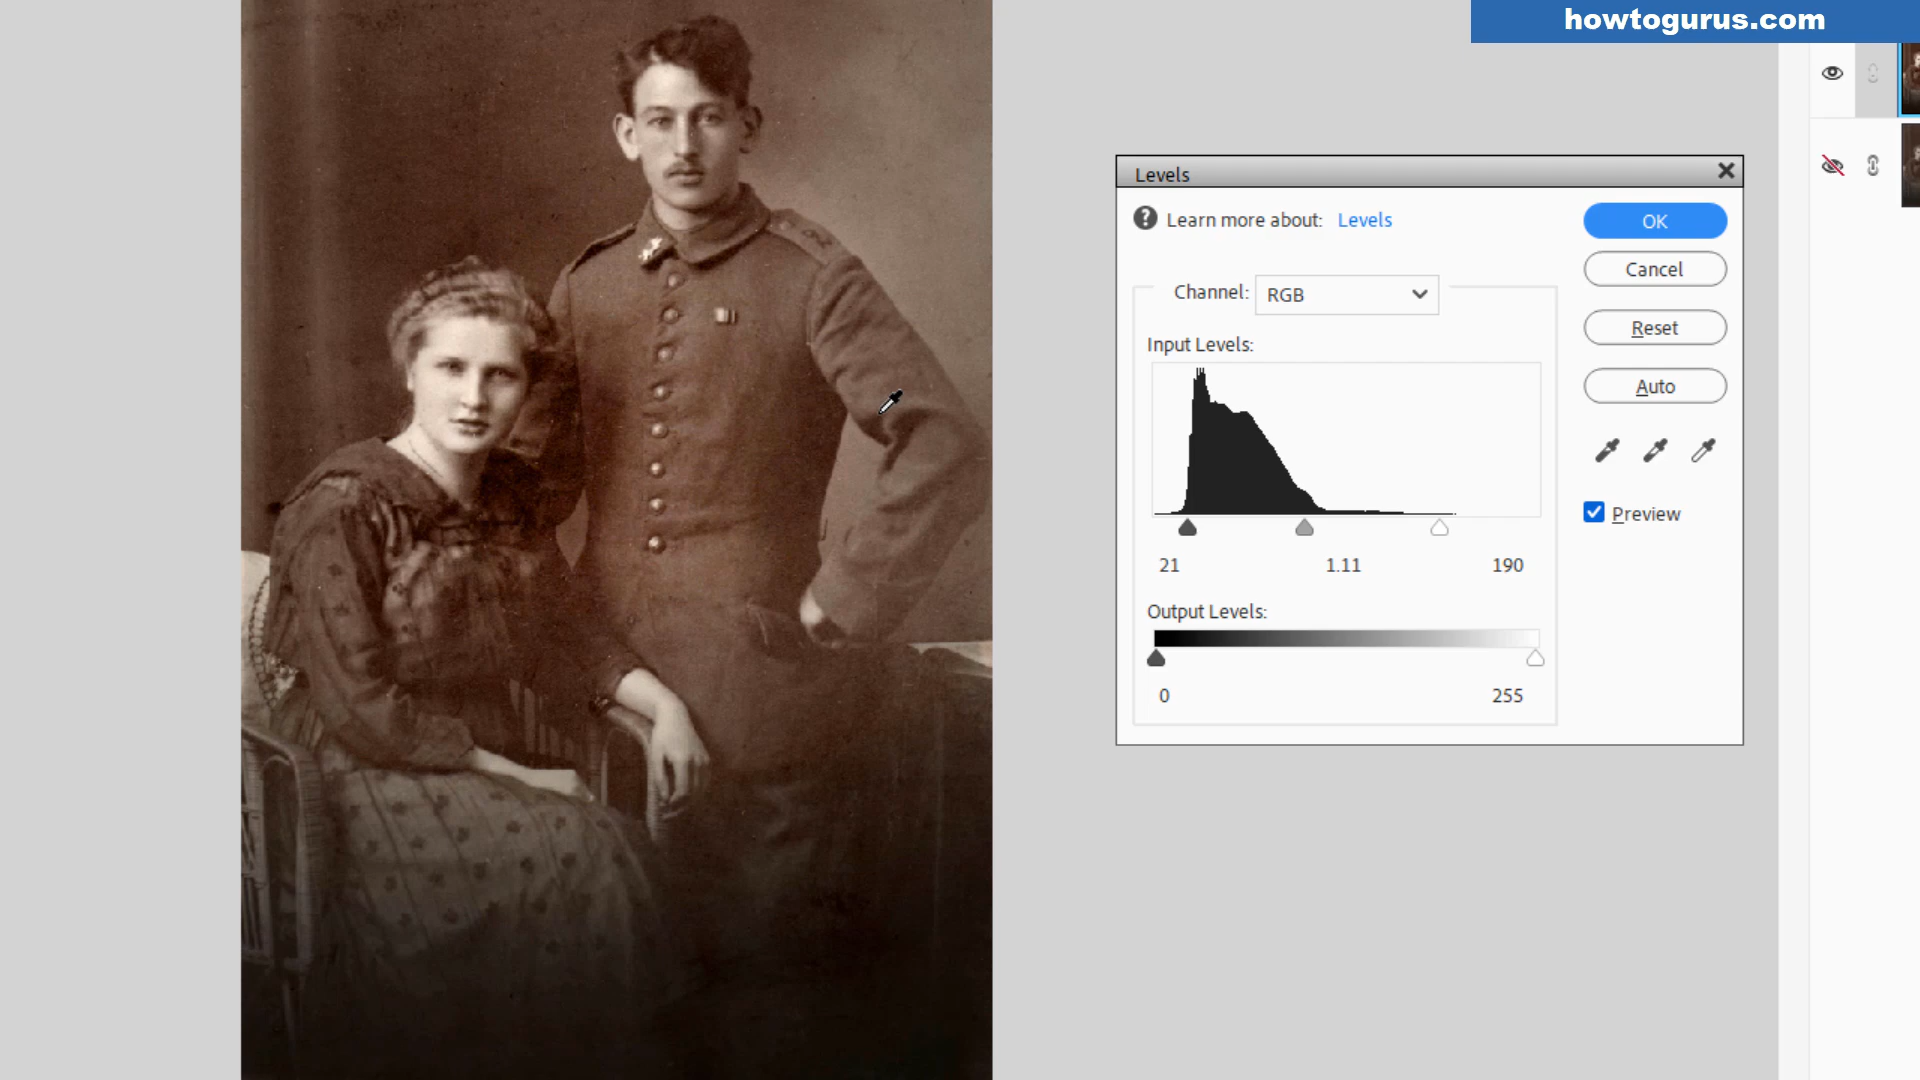 howtogurus.com
Levels
Learn more about: Levels
OK
Cancel
Channel: RGB
Reset
Input Levels:
Auto
Preview
21 1.11 190
Output Levels:
0 255